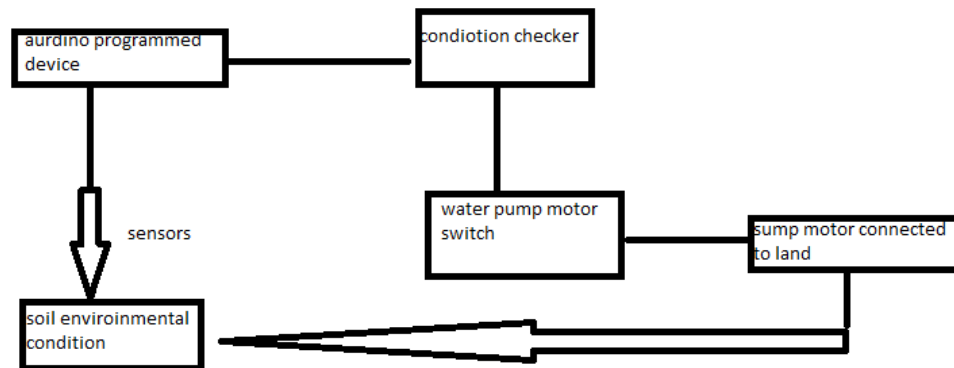 aurdino programmed
device
condiotion checker
water pump motor
switch
sump motor connected
to land
sensors
soil enviroinmental
condition